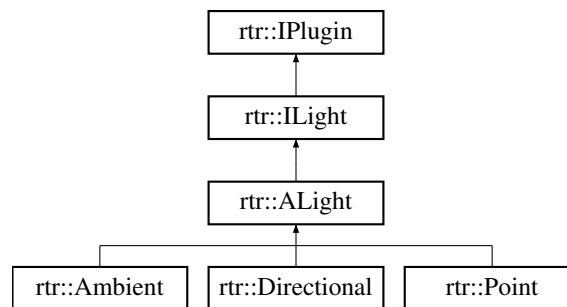 rtr::IPlugin
rtr::ILight
rtr::ALight
rtr::Ambient
rtr::Directional
rtr::Point